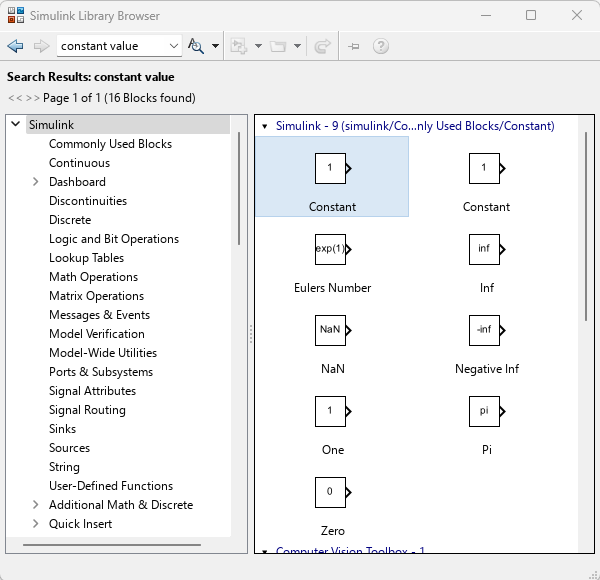 Simulink Library Browser
constant value
Search Results: constant value
<< >> Page 1 of 1 (16 Blocks found)
Simulink
Commonly Used Blocks
Continuous
Dashboard
Discontinuities
Discrete
Logic and Bit Operations
Lookup Tables
Math Operations
Matrix Operations
Messages & Events
Model Verification
Model-Wide Utilities
Ports & Subsystems
Signal Attributes
Signal Routing
Sinks
Sources
String
User-Defined Functions
Additional Math & Discrete
Quick Insert
Simulink - 9 (simulink/Co...nly Used Blocks/Constant)
1
Constant
1
Constant
exp(1)
Eulers Number
inf
Inf
NaN
NaN
-inf
Negative Inf
1
One
pi
Pi
0
Zero
Computer Vision Toolbox - 1